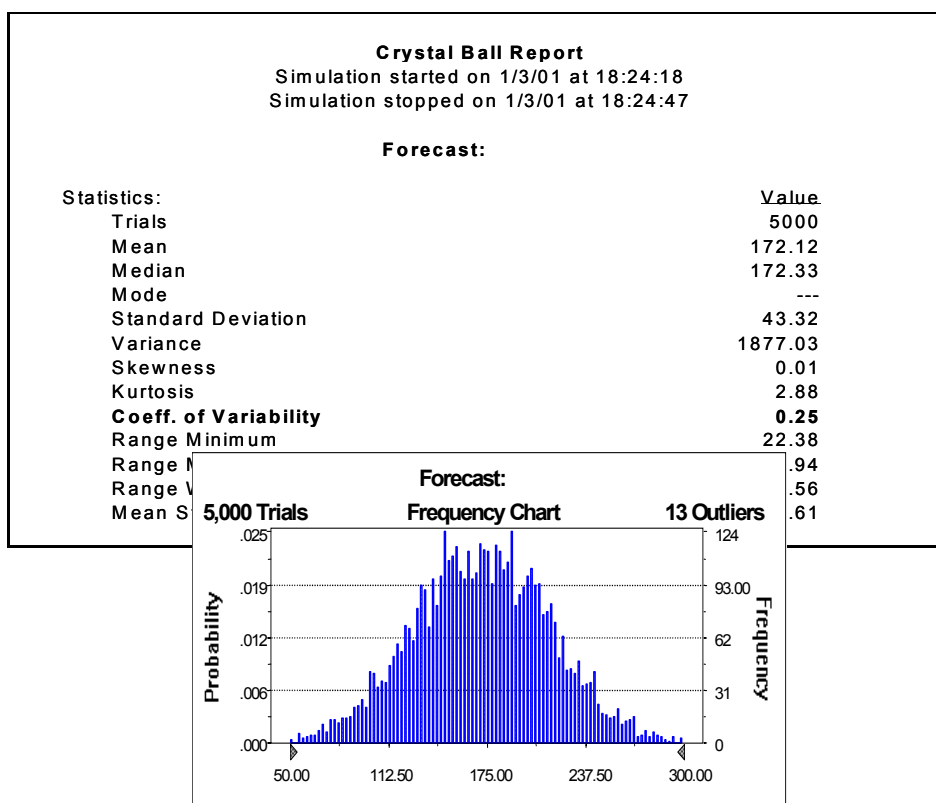 Crystal Ball Report
Simulation started on 1/3/01 at 18:24:18
Simulation stopped on 1/3/01 at 18:24:47
Forecast:
Statistics: Value
Trials 5000
Mean 172.12
Median 172.33
Mode ---
Standard Deviation 43.32
Variance 1877.03
Skewness 0.01
Kurtosis 2.88
Coeff. of Variability 0.25
Range Minimum 22.38
Range .94
Range .56
Mean .61
Forecast:
5,000 Trials Frequency Chart 13 Outliers
Probability
.025
.019
.012
.006
.000
124
93.00
62
31
0
Frequency
50.00 112.50 175.00 237.50 300.00